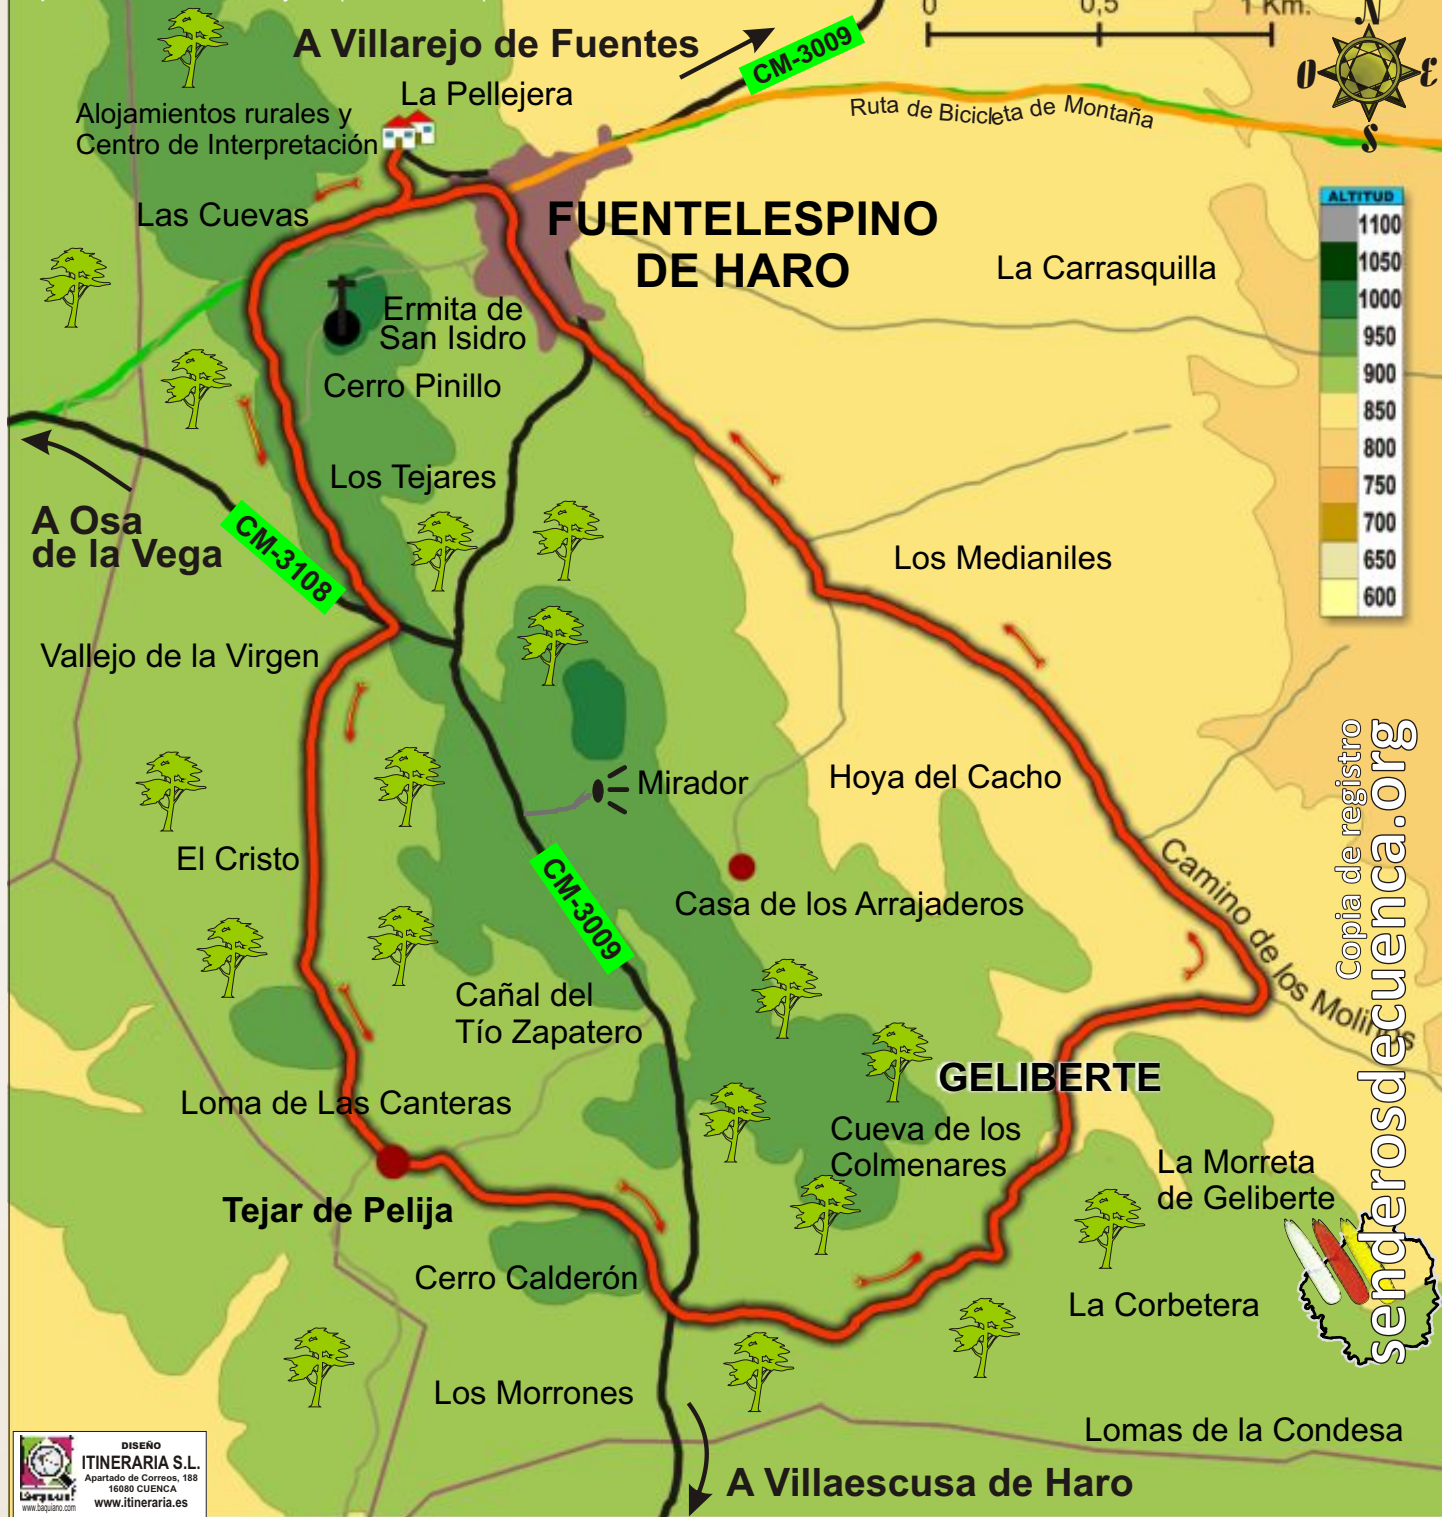 0 0,5 1 Km.
N
O E
S
A Villarejo de Fuentes
CM-3009
La Pellejera
Ruta de Bicicleta de Montaña
Alojamientos rurales y
Centro de Interpretación
Las Cuevas
FUENTELESPINO
DE HARO
La Carrasquilla
ALTITUD
1100
1050
1000
950
900
850
800
750
700
650
600
Ermita de
San Isidro
Cerro Pinillo
Los Tejares
A Osa
de la Vega
CM-3108
Los Medianiles
Vallejo de la Virgen
Mirador
Hoya del Cacho
El Cristo
CM-3009
Casa de los Arrajaderos
Camino de los Molinos
Cañal del
Tío Zapatero
GELIBERTE
Loma de Las Canteras
Cueva de los
Colmenares
La Morreta
de Geliberte
Tejar de Pelija
Cerro Calderón
La Corbetera
Los Morrones
Lomas de la Condesa
A Villaescusa de Haro
Copia de registro
senderosdecuenca.org
DISEÑO
ITINERARIA S.L.
Apartado de Correos, 188
16080 CUENCA
www.itineraria.es
www.baquiano.com